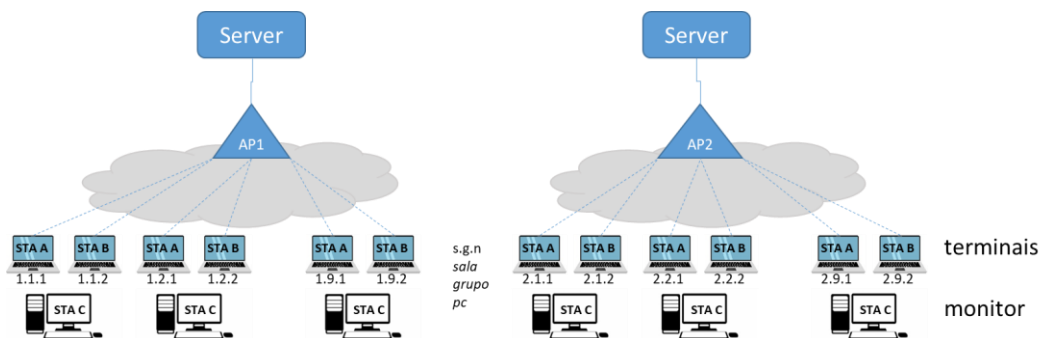 Server
Server
AP1
AP2
STA A
STA B
STA A
STA B
STA A
STA B
1.1.1
1.1.2
1.2.1
1.2.2
1.9.1
1.9.2
s.g.n
sala
grupo
pc
STA A
STA B
STA A
STA B
STA A
STA B
2.1.1
2.1.2
2.2.1
2.2.2
2.9.1
2.9.2
terminais
STA C
STA C
STA C
STA C
STA C
STA C
monitor